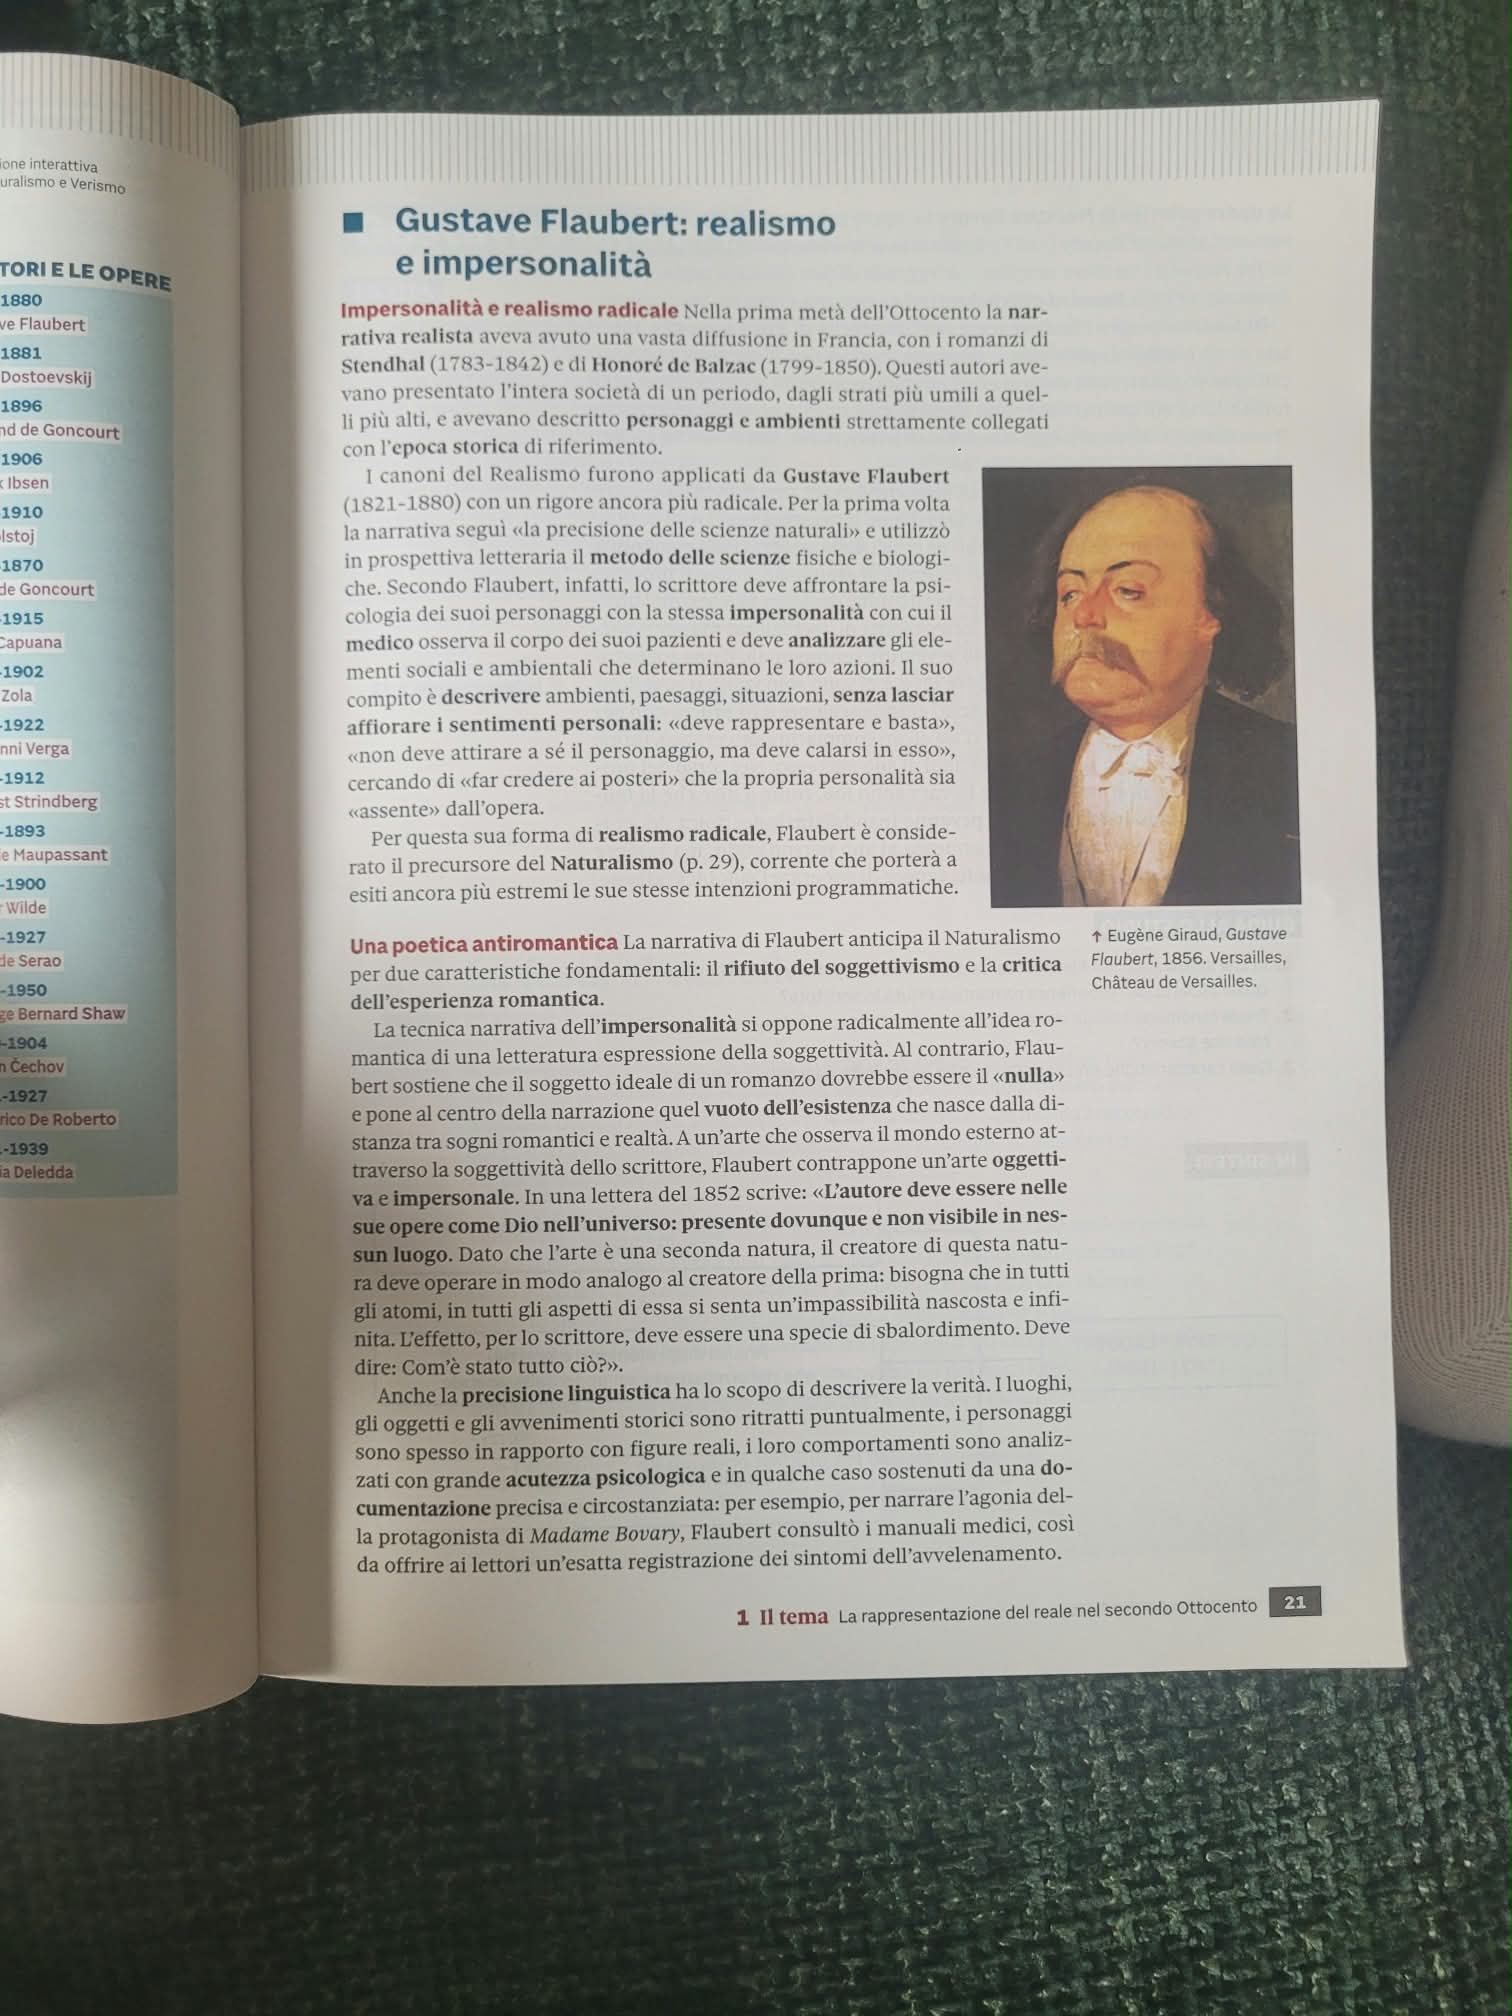 ione interattiva
uralismo e Verismo
TORI E LE OPERE
1880
ve Flaubert
1881
Dostoevskij
1896
nd de Goncourt
1906
k Ibsen
1910
lstoj
-1870
de Goncourt
-1915
Capuana
-1902
Zola
-1922
nni Verga
-1912
st Strindberg
-1893
e Maupassant
-1900
r Wilde
-1927
de Serao
-1950
ge Bernard Shaw
-1904
n Čechov
-1927
rico De Roberto
-1939
ia Deledda
Gustave Flaubert: realismo
e impersonalità
Impersonalità e realismo radicale Nella prima metà dell'Ottocento la nar-
rativa realista aveva avuto una vasta diffusione in Francia, con i romanzi di
Stendhal (1783-1842) e di Honoré de Balzac (1799-1850). Questi autori ave-
vano presentato l'intera società di un periodo, dagli strati più umili a quel-
li più alti, e avevano descritto personaggi e ambienti strettamente collegati
con l'epoca storica di riferimento.
I canoni del Realismo furono applicati da Gustave Flaubert
(1821-1880) con un rigore ancora più radicale. Per la prima volta
la narrativa seguì «la precisione delle scienze naturali» e utilizzò
in prospettiva letteraria il metodo delle scienze fisiche e biologi-
che. Secondo Flaubert, infatti, lo scrittore deve affrontare la psi-
cologia dei suoi personaggi con la stessa impersonalità con cui il
medico osserva il corpo dei suoi pazienti e deve analizzare gli ele-
menti sociali e ambientali che determinano le loro azioni. Il suo
compito è descrivere ambienti, paesaggi, situazioni, senza lasciar
affiorare i sentimenti personali: «deve rappresentare e basta»,
«non deve attirare a sé il personaggio, ma deve calarsi in esso»,
cercando di «far credere ai posteri» che la propria personalità sia
«assente» dall'opera.
Per questa sua forma di realismo radicale, Flaubert è conside-
rato il precursore del Naturalismo (p. 29), corrente che porterà a
esiti ancora più estremi le sue stesse intenzioni programmatiche.
↑ Eugène Giraud, Gustave
Flaubert, 1856. Versailles,
Château de Versailles.
Una poetica antiromantica La narrativa di Flaubert anticipa il Naturalismo
per due caratteristiche fondamentali: il rifiuto del soggettivismo e la critica
dell'esperienza romantica.
La tecnica narrativa dell'impersonalità si oppone radicalmente all'idea ro-
mantica di una letteratura espressione della soggettività. Al contrario, Flau-
bert sostiene che il soggetto ideale di un romanzo dovrebbe essere il «nulla»
e pone al centro della narrazione quel vuoto dell'esistenza che nasce dalla di-
stanza tra sogni romantici e realtà. A un'arte che osserva il mondo esterno at-
traverso la soggettività dello scrittore, Flaubert contrappone un'arte oggetti-
va e impersonale. In una lettera del 1852 scrive: «L'autore deve essere nelle
sue opere come Dio nell'universo: presente dovunque e non visibile in nes-
sun luogo. Dato che l'arte è una seconda natura, il creatore di questa natu-
ra deve operare in modo analogo al creatore della prima: bisogna che in tutti
gli atomi, in tutti gli aspetti di essa si senta un'impassibilità nascosta e infi-
nita. L'effetto, per lo scrittore, deve essere una specie di sbalordimento. Deve
dire: Com'è stato tutto ciò?».
Anche la precisione linguistica ha lo scopo di descrivere la verità. I luoghi,
gli oggetti e gli avvenimenti storici sono ritratti puntualmente, i personaggi
sono spesso in rapporto con figure reali, i loro comportamenti sono analiz-
zati con grande acutezza psicologica e in qualche caso sostenuti da una do-
cumentazione precisa e circostanziata: per esempio, per narrare l'agonia del-
la protagonista di Madame Bovary, Flaubert consultò i manuali medici, così
da offrire ai lettori un'esatta registrazione dei sintomi dell'avvelenamento.
1 Il tema La rappresentazione del reale nel secondo Ottocento 21